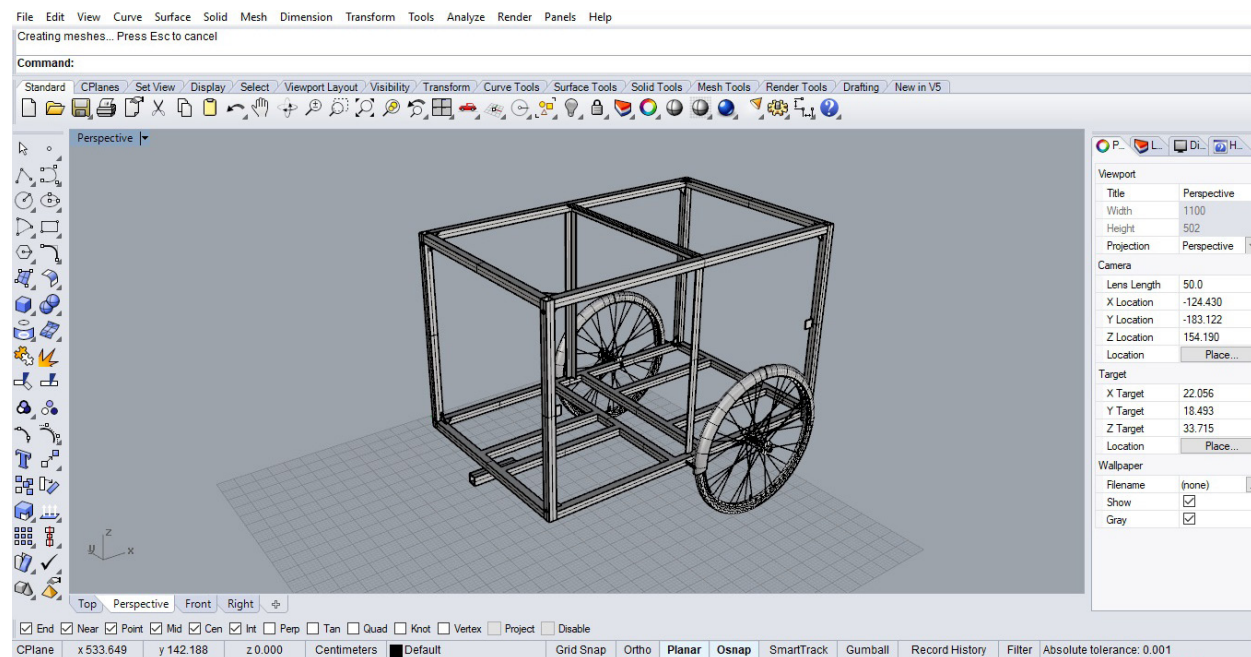 File Edit View Curve Surface Solid Mesh Dimension Transform Tools Analyze Render Panels Help
Creating meshes... Press Esc to cancel
Command:
Standard CPlanes Set View Display Select Viewport Layout Visibility Transform Curve Tools Surface Tools Solid Tools Mesh Tools Render Tools Drafting New in V5
Perspective
P... L... Di... H...
Viewport
Title Perspective
Width 1100
Height 502
Projection Perspective
Camera
Lens Length 50.0
X Location -124.430
Y Location -183.122
Z Location 154.190
Location Place...
Target
X Target 22.056
Y Target 18.493
Z Target 33.715
Location Place...
Wallpaper
Filename (none)
Show
Gray
z
y x
Top Perspective Front Right
End Near Point Mid Cen Int Perp Tan Quad Knot Vertex Project Disable
CPlane x 533.649 y 142.188 z 0.000 Centimeters Default Grid Snap Ortho Planar Osnap SmartTrack Gumball Record History Filter Absolute tolerance: 0.001